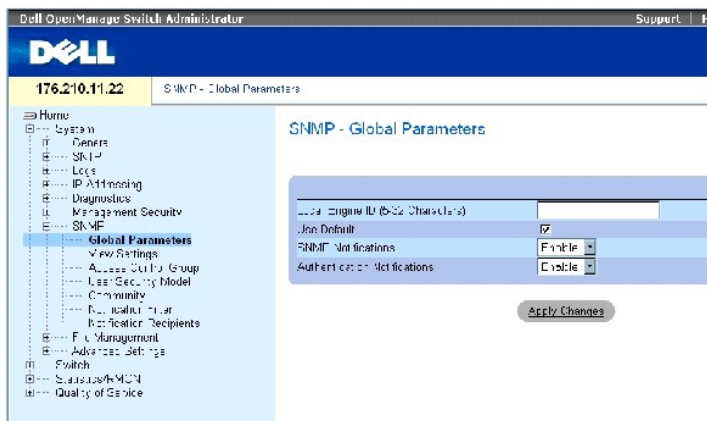 Dell OpenManage Switch Administrator
Support
DELL
176.210.11.22
SNMP - Global Parameters
Home
System
General
SNTP
Logs
IP Addressing
Diagnostics
Management Security
SNMP
Global Parameters
View Settings
Access Control Group
User Security Model
Community
Notification Filter
Notification Recipients
File Management
Advanced Settings
Switch
Statistics/RMON
Quality of Service
SNMP - Global Parameters
Local Engine ID (5-32 Characters)
Use Default
SNMP Notifications Enable
Authentication Notifications Enable
Apply Changes